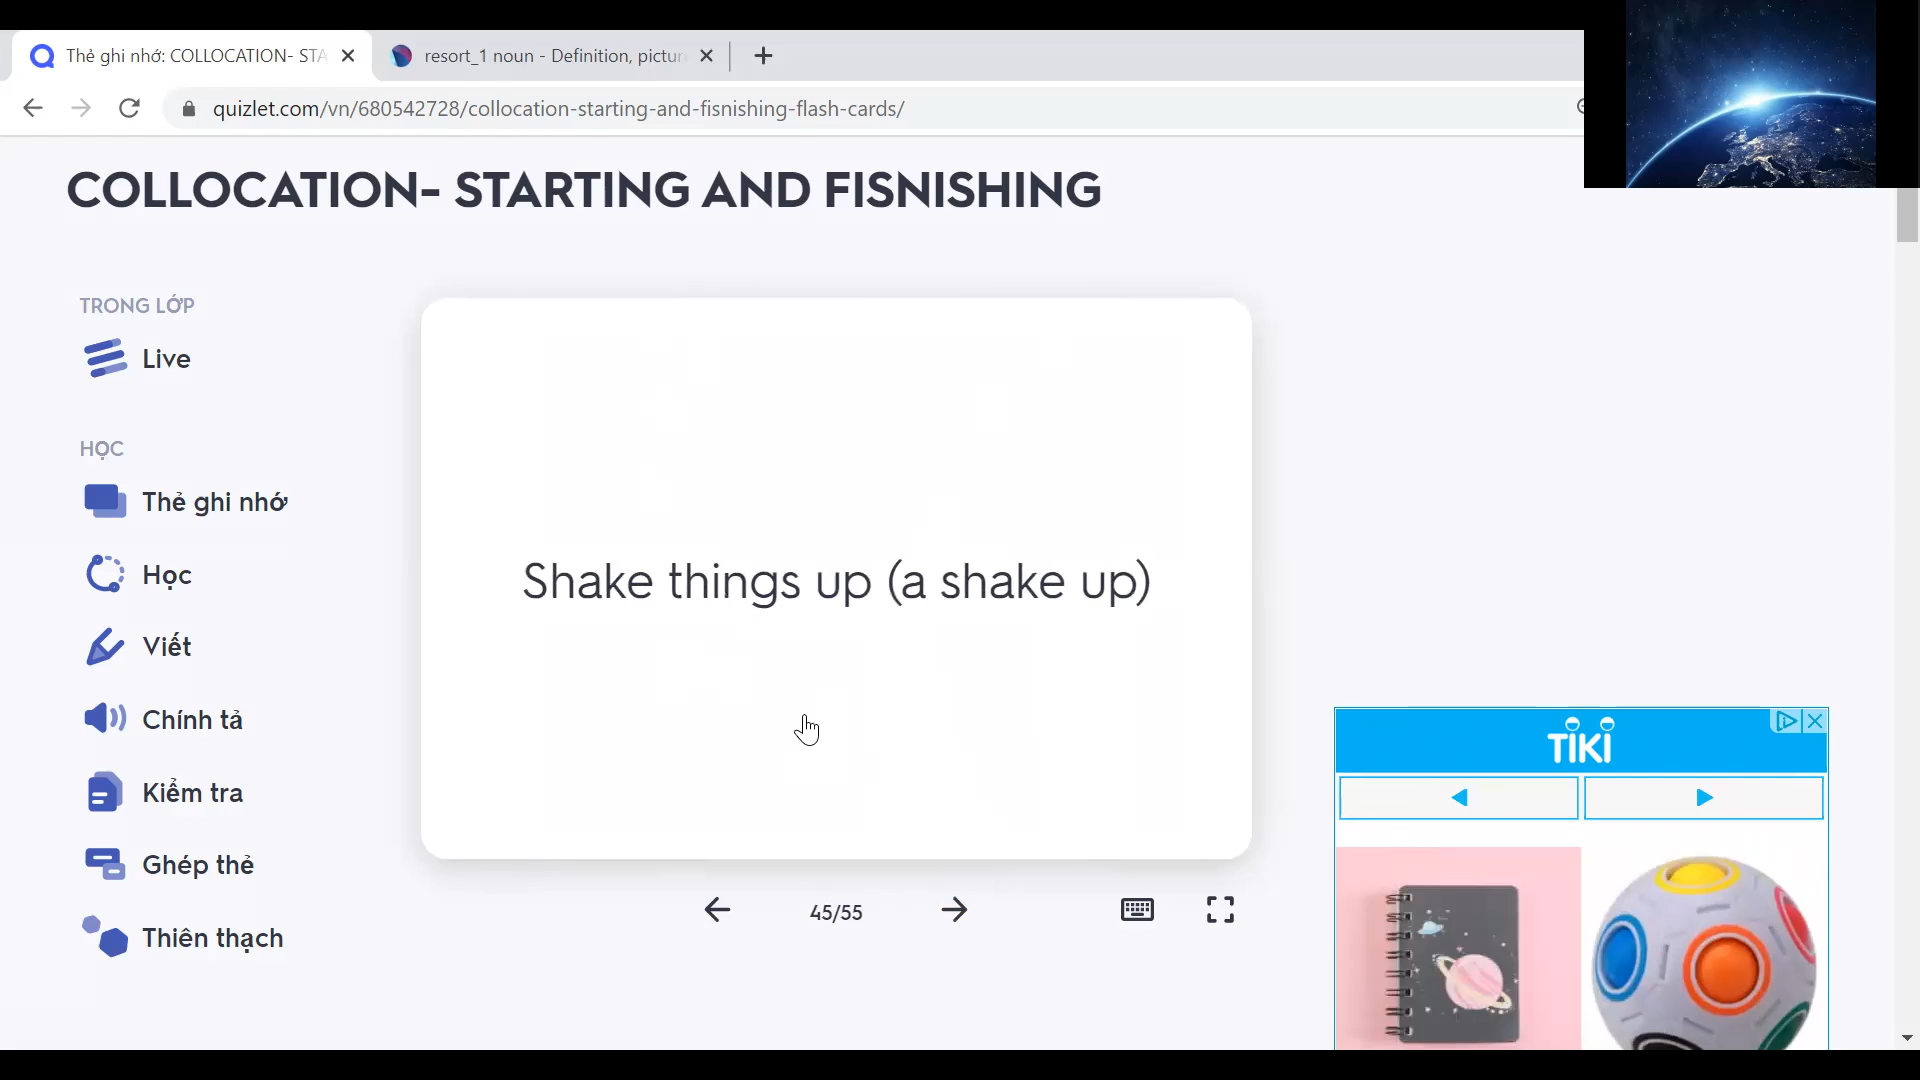 Thẻ ghi nhớ: COLLOCATION- STA
resort_1 noun - Definition, pictur
quizlet.com/vn/680542728/collocation-starting-and-fisnishing-flash-cards/
COLLOCATION- STARTING AND FISNISHING
TRONG LỚP
Live
HỌC
Thẻ ghi nhớ
Học
Viết
Chính tả
Kiểm tra
Ghép thẻ
Thiên thạch
Shake things up (a shake up)
45/55
TIKI